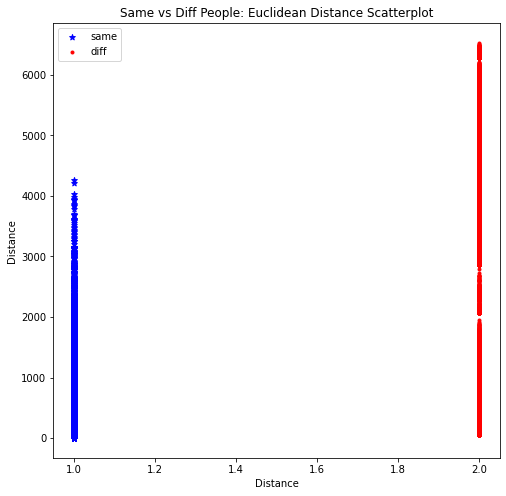 Same vs Diff People: Euclidean Distance Scatterplot
same
diff
6000
5000
4000
3000
2000
1000
0
Distance
1.0 1.2 1.4 1.6 1.8 2.0
Distance